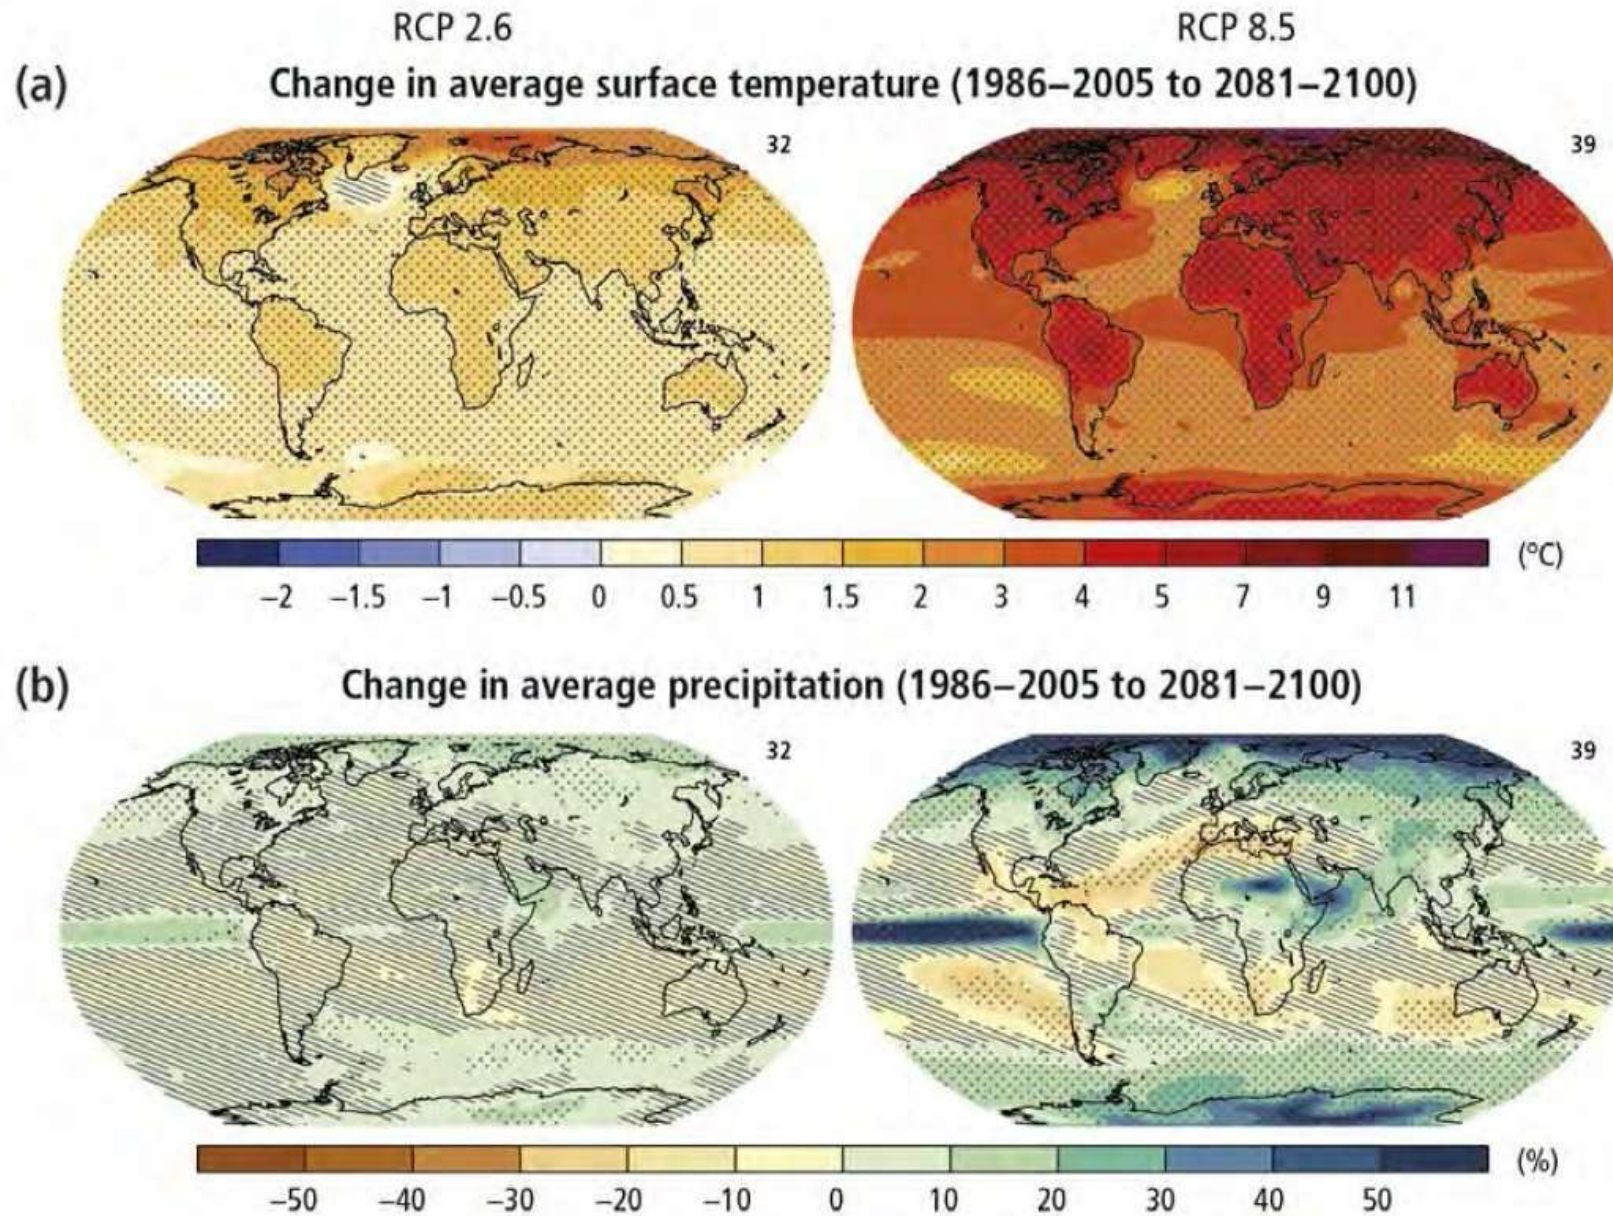 RCP 2.6 RCP 8.5
(a) Change in average surface temperature (1986–2005 to 2081–2100)
32 39
(°C)
–2 –1.5 –1 –0.5 0 0.5 1 1.5 2 3 4 5 7 9 11
(b) Change in average precipitation (1986–2005 to 2081–2100)
32 39
(%)
–50 –40 –30 –20 –10 0 10 20 30 40 50